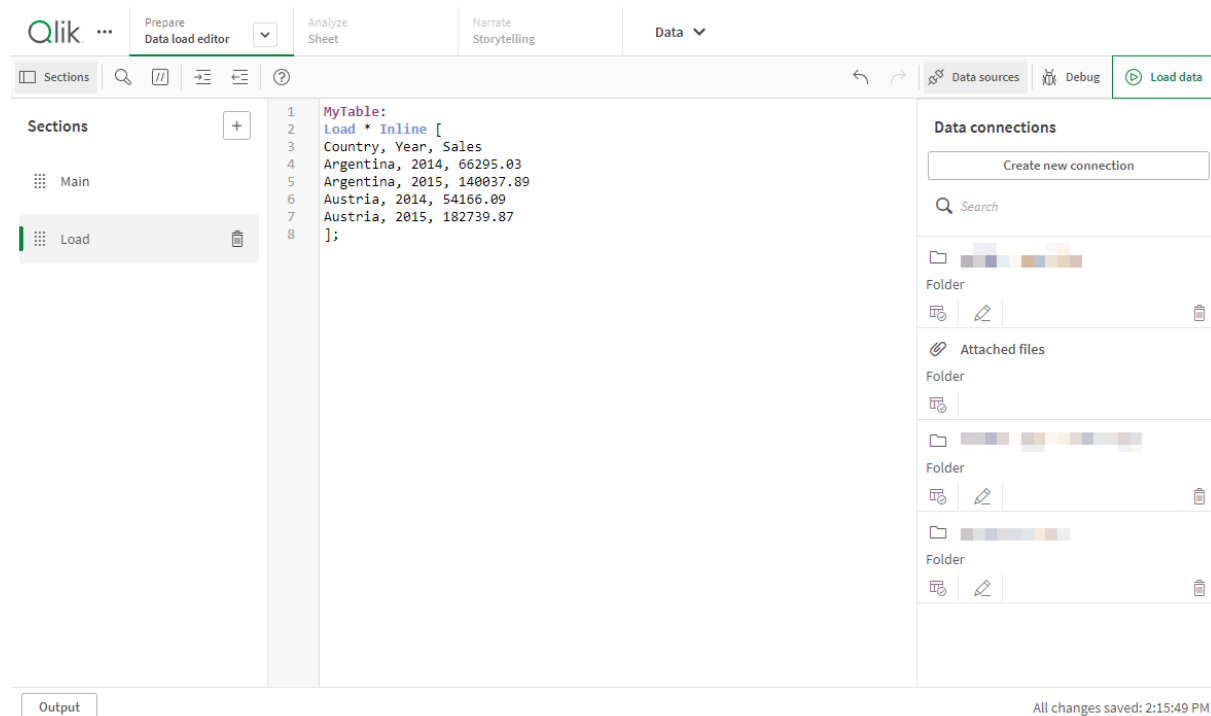 Qlik
Prepare
Data load editor
Analyze
Sheet
Narrate
Storytelling
Data
Sections
//
?
Data sources
Debug
Load data
Sections
+
Main
Load
1 MyTable:
2 Load * Inline [
3 Country, Year, Sales
4 Argentina, 2014, 66295.03
5 Argentina, 2015, 140037.89
6 Austria, 2014, 54166.09
7 Austria, 2015, 182739.87
8 ];
Data connections
Create new connection
Search
Folder
Attached files
Folder
Folder
Folder
Output
All changes saved: 2:15:49 PM